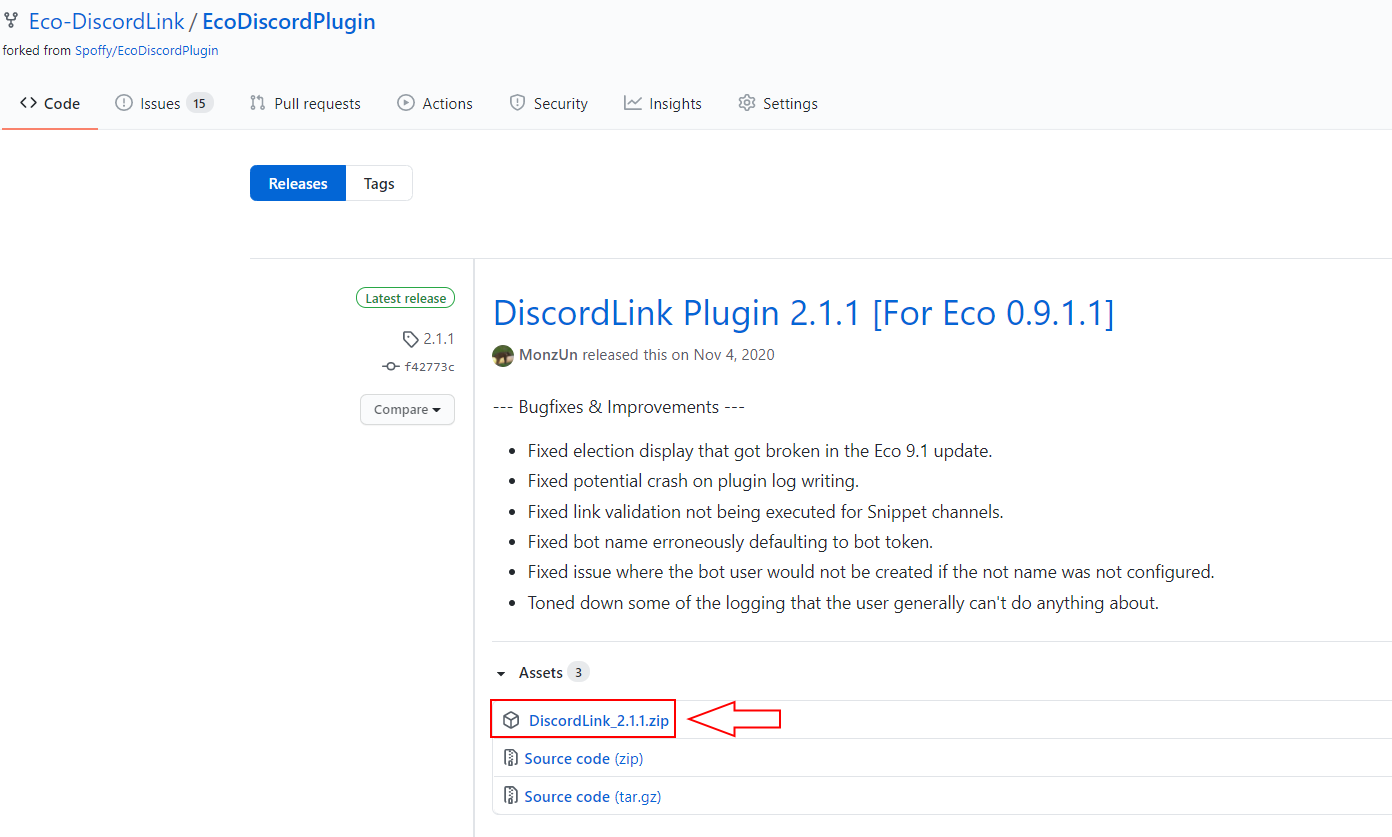 Eco-DiscordLink / EcoDiscordPlugin
forked from Spoffy/EcoDiscordPlugin
Code Issues 15 Pull requests Actions Security Insights Settings
Releases Tags
Latest release
2.1.1
f42773c
Compare
DiscordLink Plugin 2.1.1 [For Eco 0.9.1.1]
MonzUn released this on Nov 4, 2020
--- Bugfixes & Improvements ---
• Fixed election display that got broken in the Eco 9.1 update.
• Fixed potential crash on plugin log writing.
• Fixed link validation not being executed for Snippet channels.
• Fixed bot name erroneously defaulting to bot token.
• Fixed issue where the bot user would not be created if the not name was not configured.
• Toned down some of the logging that the user generally can't do anything about.
Assets 3
DiscordLink_2.1.1.zip
Source code (zip)
Source code (tar.gz)